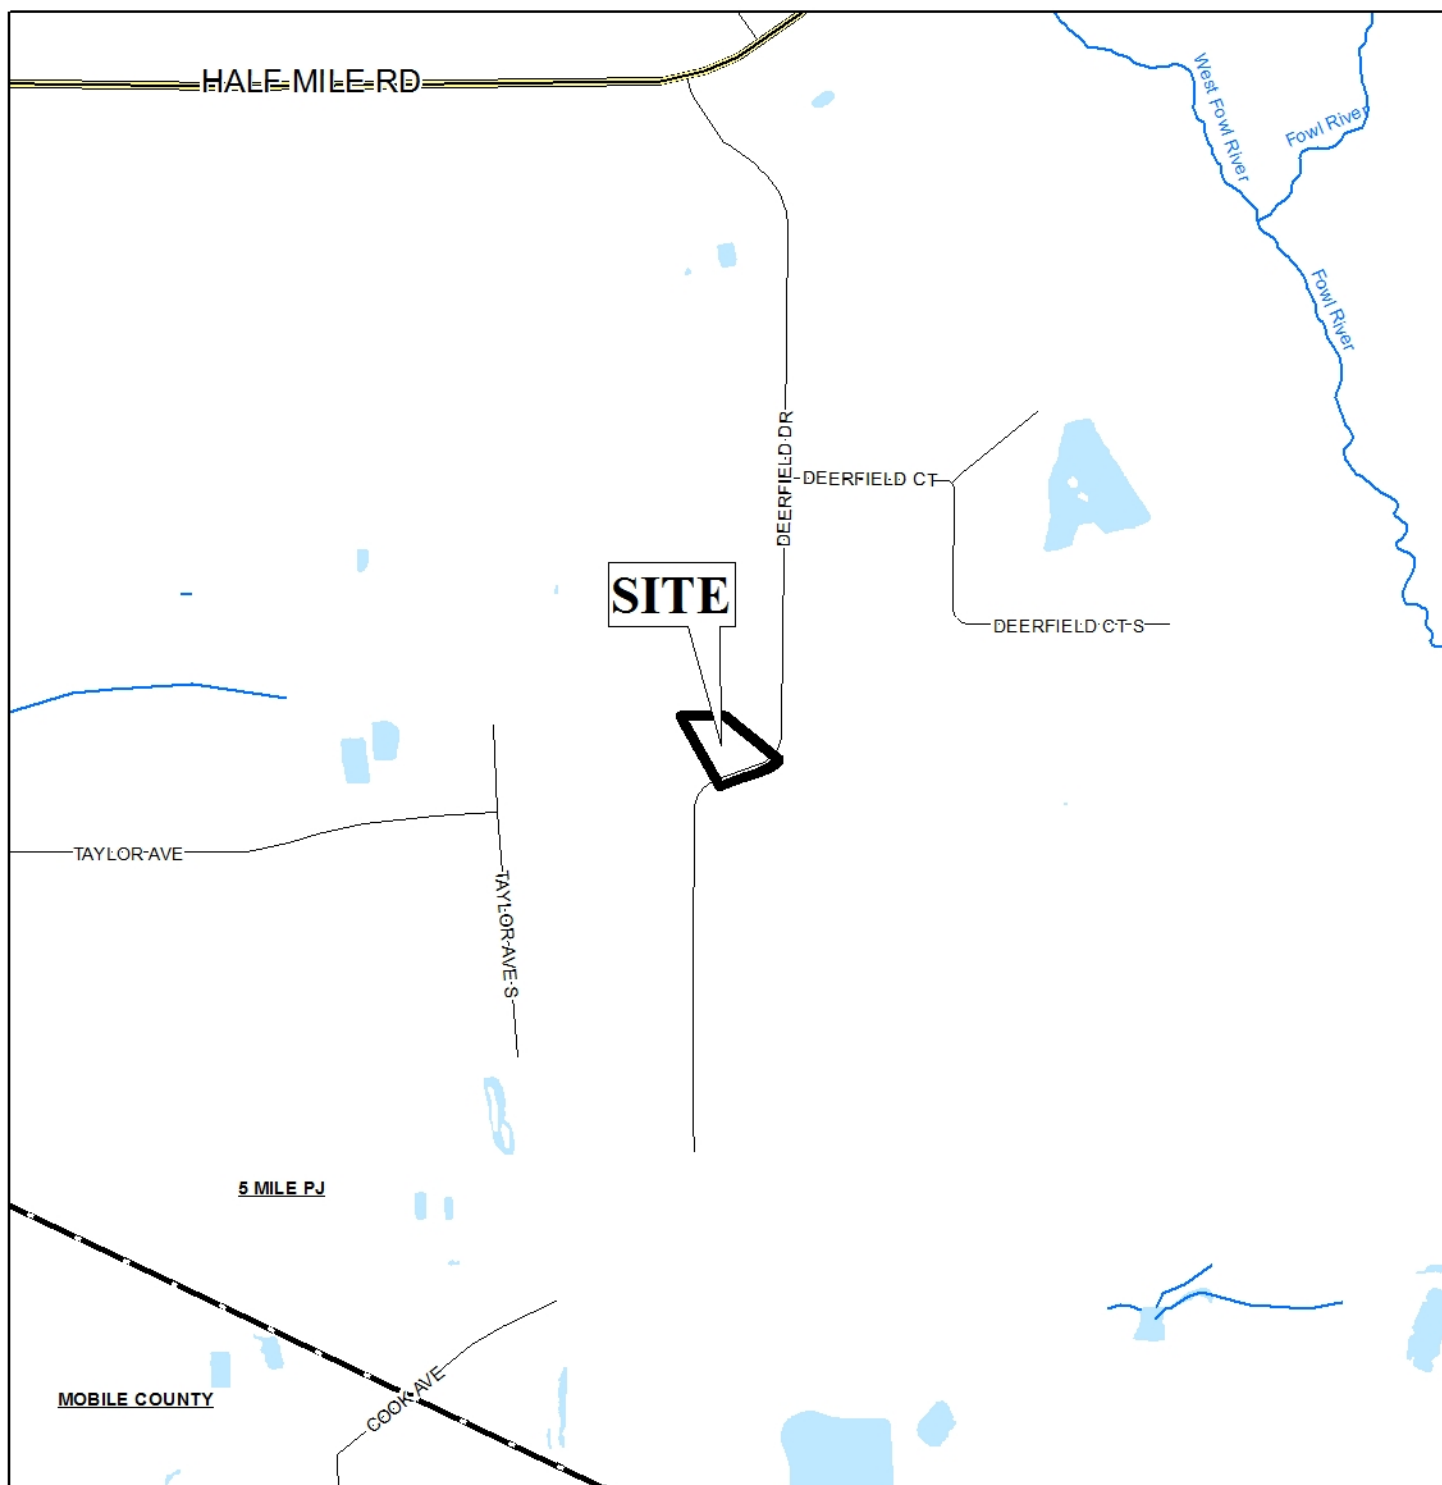 HALF MILE RD
West Fowl River
Fowl River
Fowl River
DEERFIELD DR
DEERFIELD CT
SITE
DEERFIELD CT S
TAYLOR AVE
TAYLOR AVE S
5 MILE PJ
MOBILE COUNTY
COOK AVE